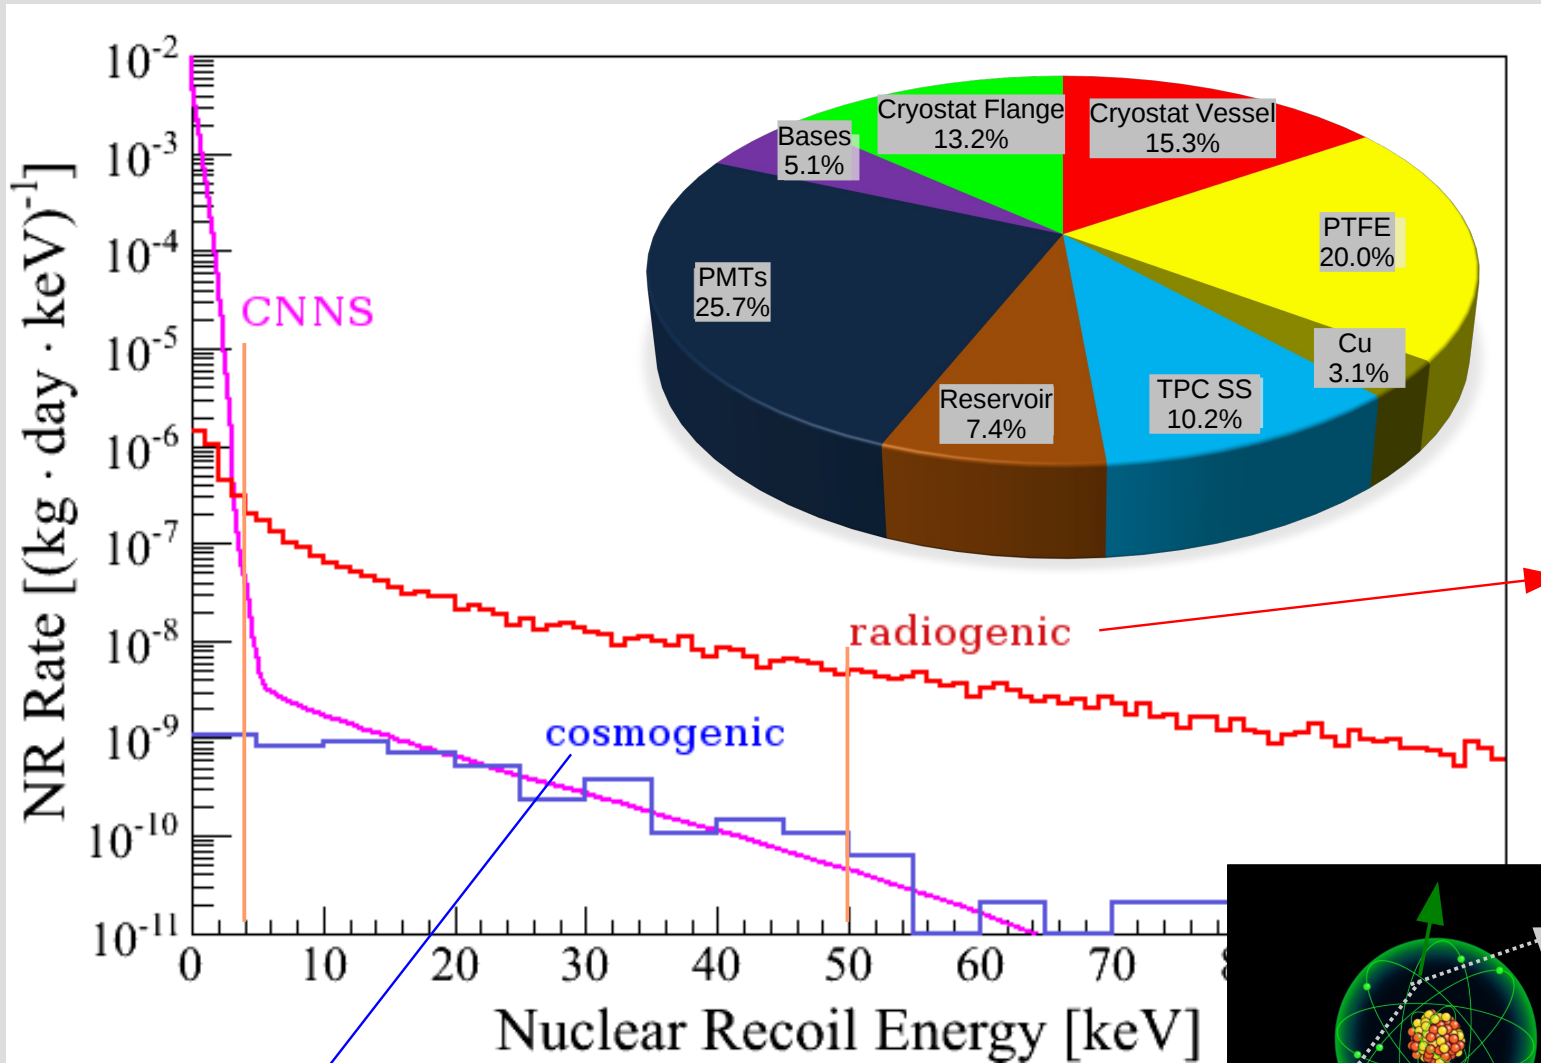 NR Rate [(kg · day · keV)⁻¹]
10⁻²
10⁻³
10⁻⁴
10⁻⁵
10⁻⁶
10⁻⁷
10⁻⁸
10⁻⁹
10⁻¹⁰
10⁻¹¹
Cryostat Flange
13.2%
Cryostat Vessel
15.3%
Bases
5.1%
PTFE
20.0%
PMTs
25.7%
Cu
3.1%
TPC SS
10.2%
Reservoir
7.4%
CNNS
radiogenic
cosmogenic
0 10 20 30 40 50 60 70
Nuclear Recoil Energy [keV]